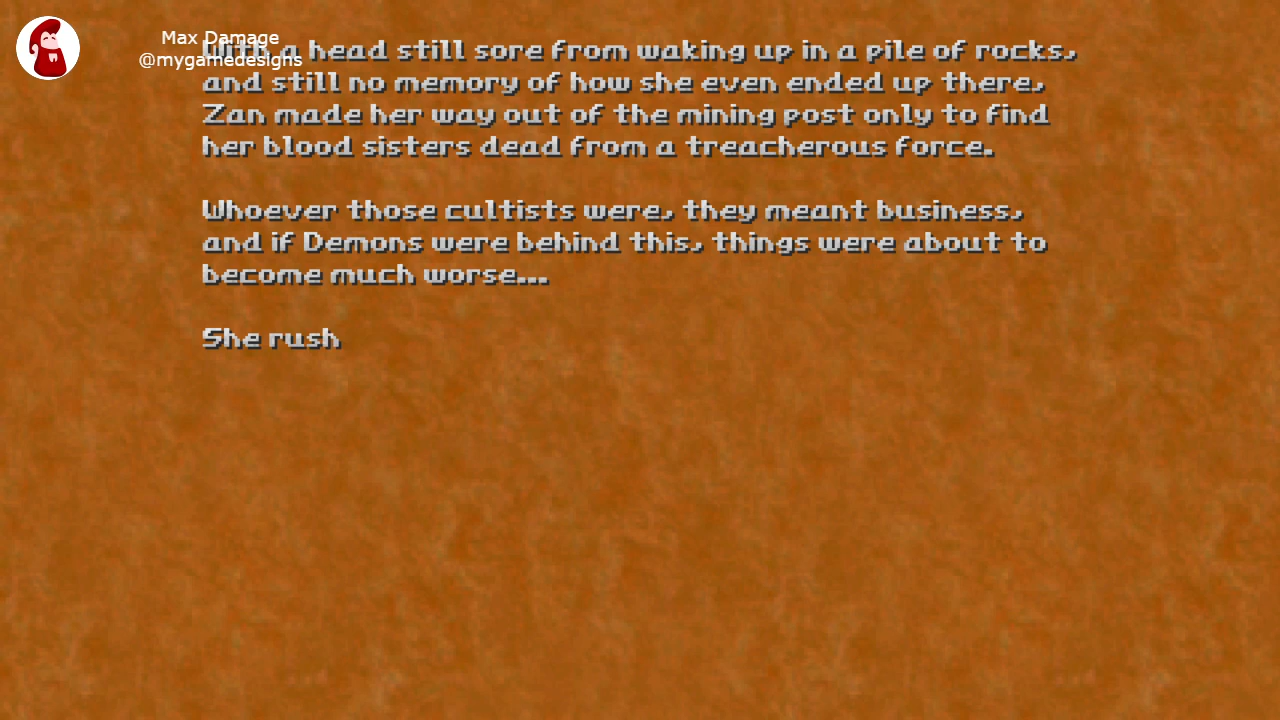 Max Damage
@mygamedesigns
With a head still sore from waking up in a pile of rocks,
and still no memory of how she even ended up there,
Zan made her way out of the mining post only to find
her blood sisters dead from a treacherous force.
Whoever those cultists were, they meant business,
and if Demons were behind this, things were about to
become much worse...
She rush